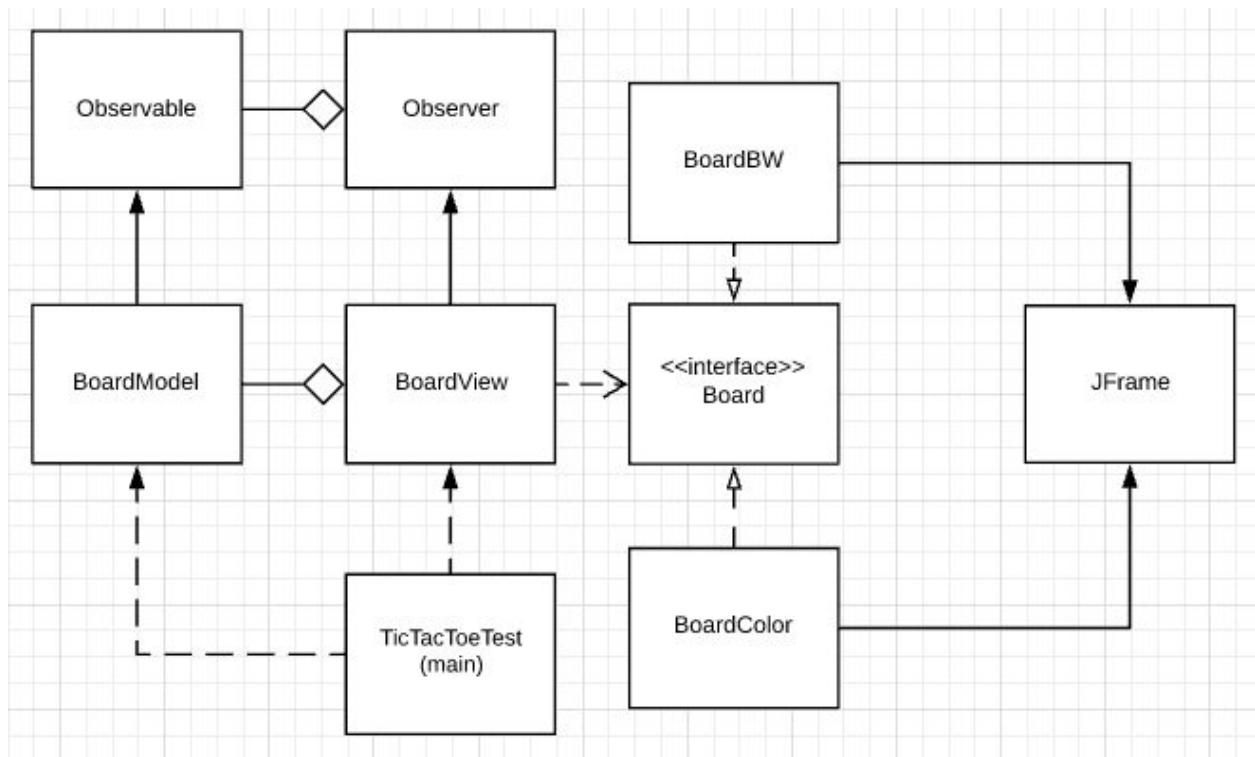 Observable
Observer
BoardBW
BoardModel
BoardView
<<interface>>
Board
JFrame
TicTacToeTest
(main)
BoardColor